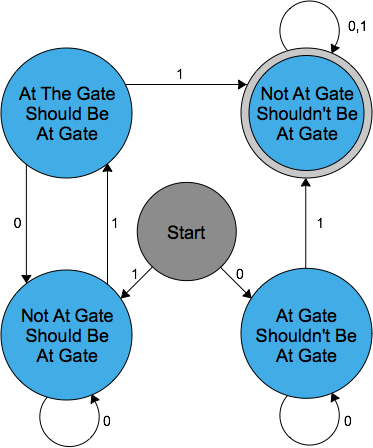 0,1
At The Gate
Should Be
At Gate
1
Not At Gate
Shouldn't Be
At Gate
0
1
Start
1
1
0
Not At Gate
Should Be
At Gate
At Gate
Shouldn't Be
At Gate
0
0